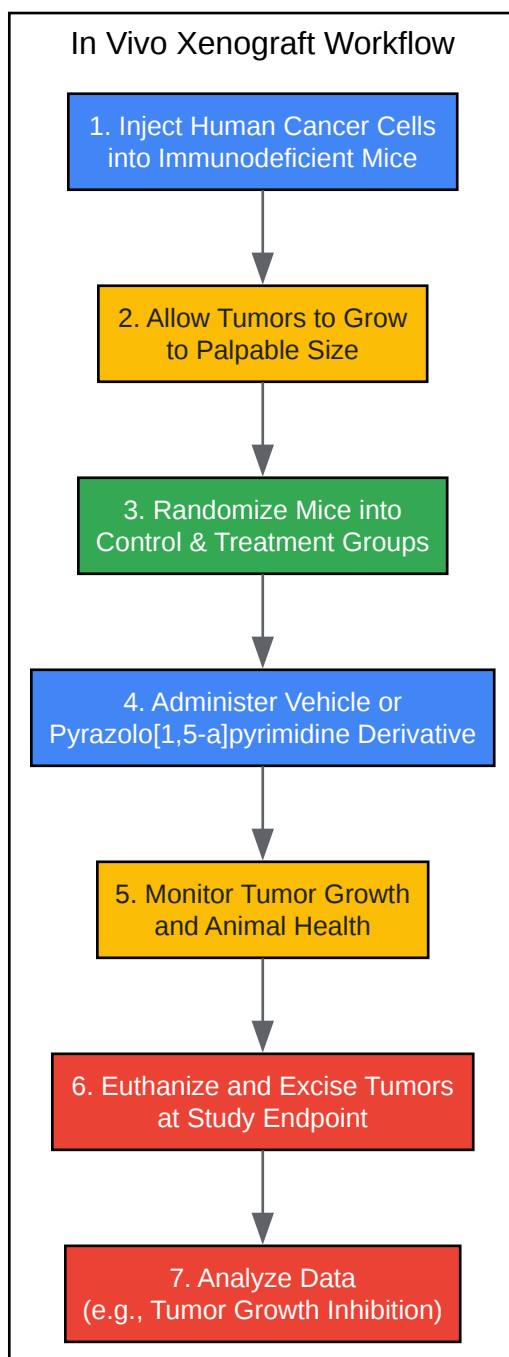 In Vivo Xenograft Workflow
1. Inject Human Cancer Cells
into Immunodeficient Mice
2. Allow Tumors to Grow
to Palpable Size
3. Randomize Mice into
Control & Treatment Groups
4. Administer Vehicle or
Pyrazolo[1,5-a]pyrimidine Derivative
5. Monitor Tumor Growth
and Animal Health
6. Euthanize and Excise Tumors
at Study Endpoint
7. Analyze Data
(e.g., Tumor Growth Inhibition)